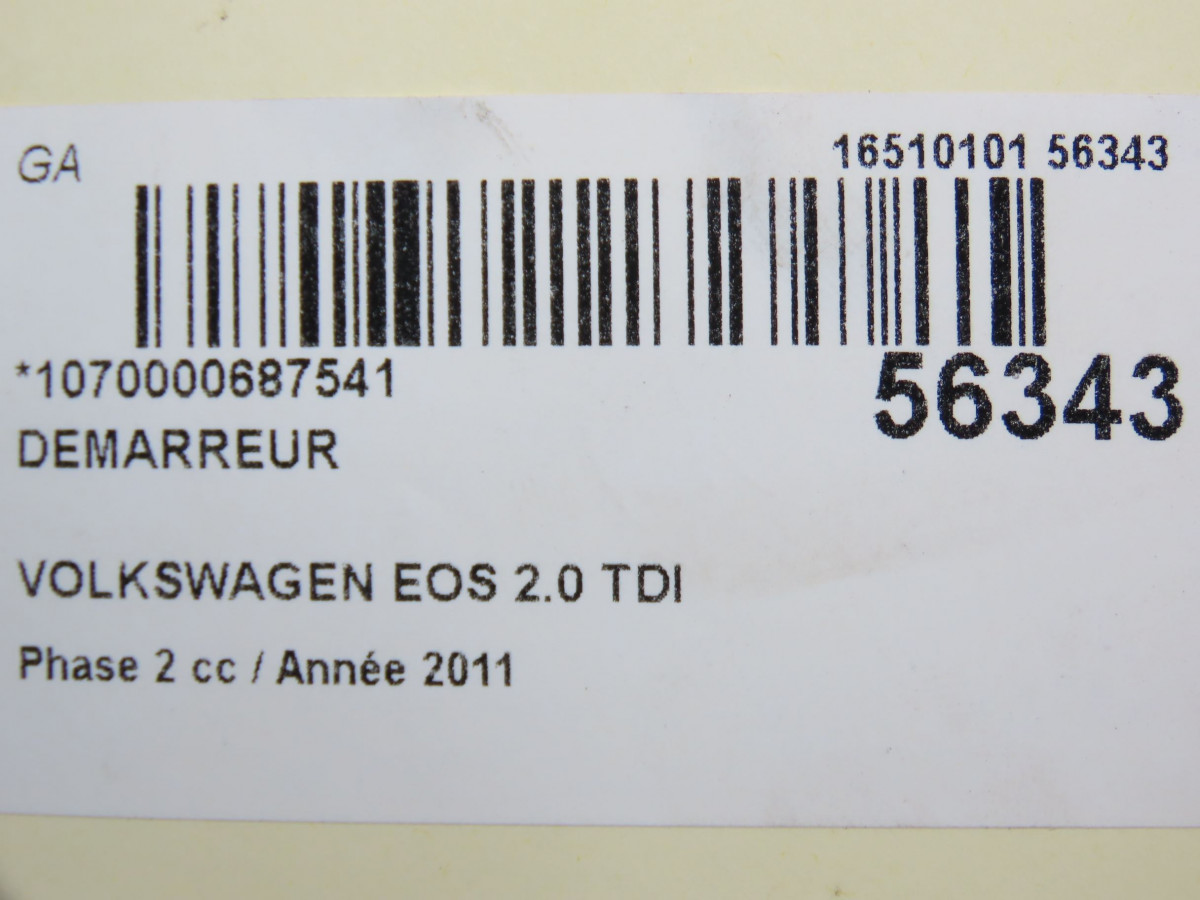 GA
16510101 56343
*1070000687541
56343
DEMARREUR
VOLKSWAGEN EOS 2.0 TDI
Phase 2 cc / Année 2011